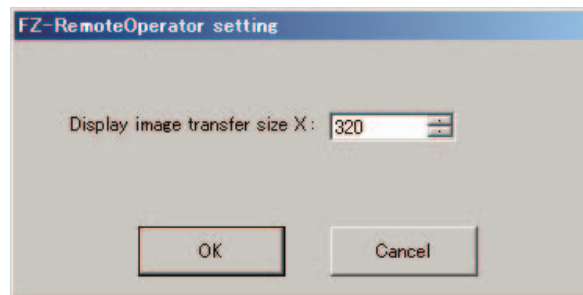 FZ-RemoteOperator setting
Display image transfer size X: 320
OK Cancel